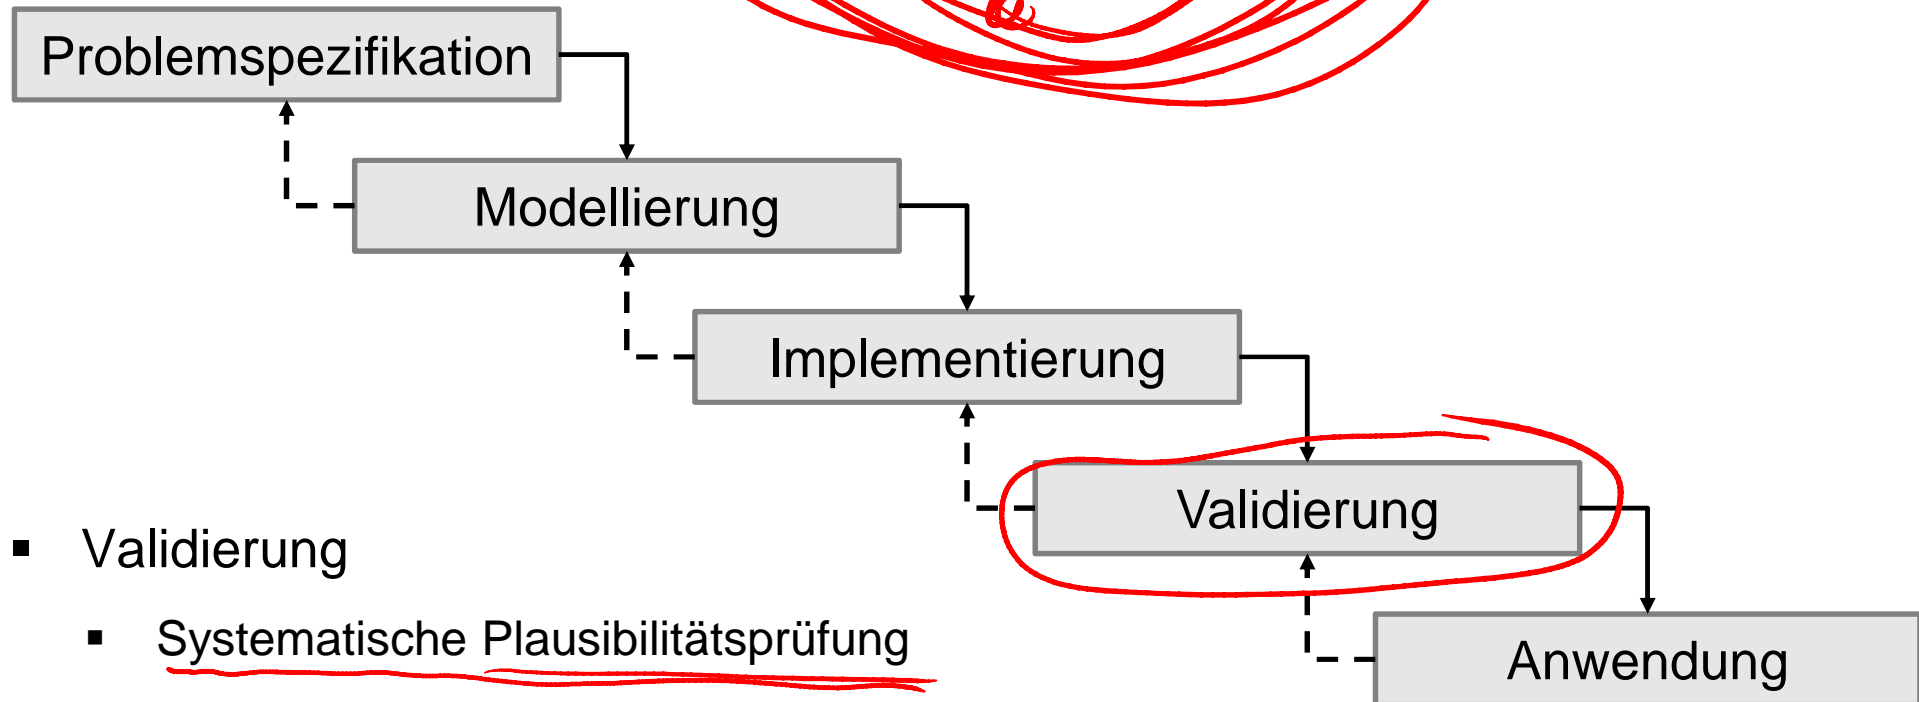 Problemspezifikation
Modellierung
Implementierung
Validierung
Validierung
Systematische Plausibilitätsprüfung
Anwendung